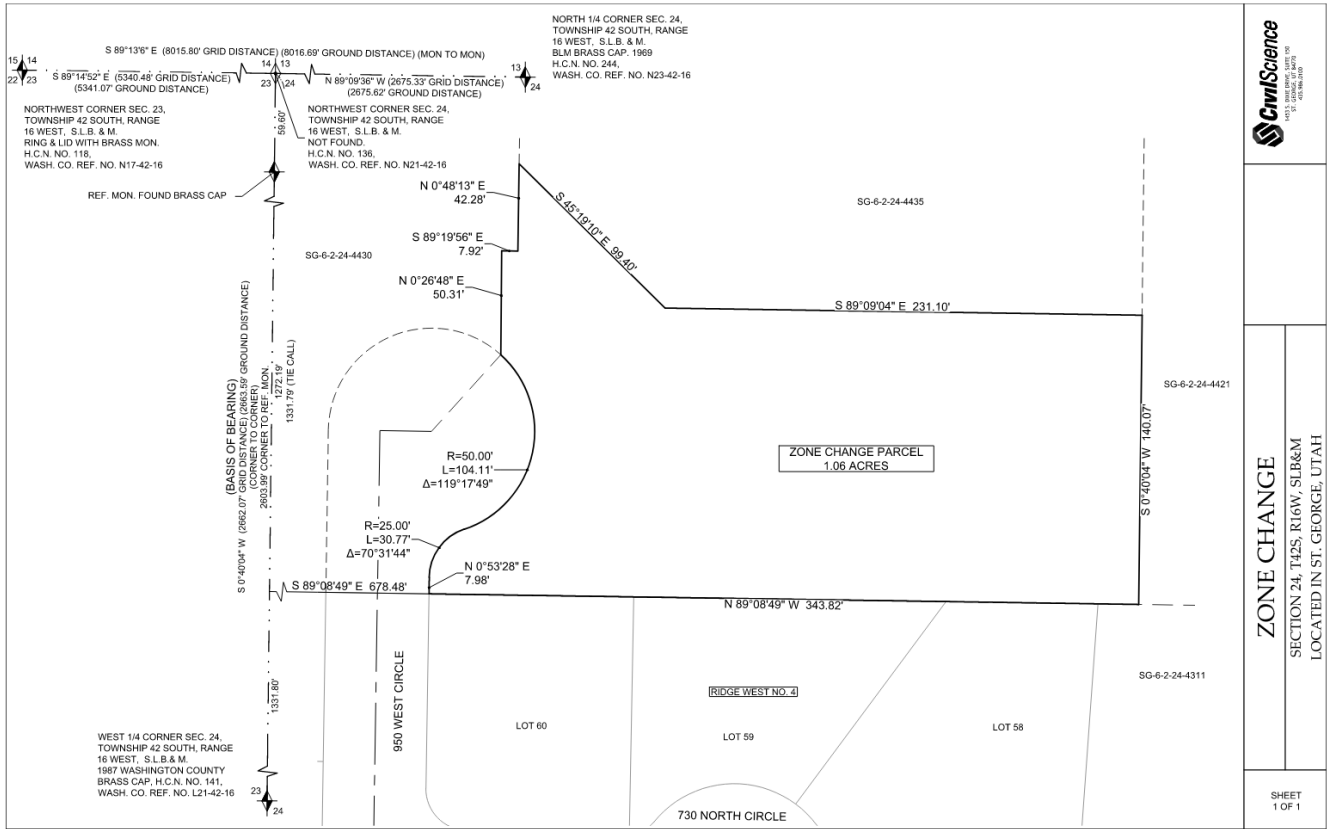 NORTH 1/4 CORNER SEC. 24,
TOWNSHIP 42 SOUTH, RANGE
16 WEST, S.L.B. & M.
BLM BRASS CAP. 1969
H.C.N. NO. 244,
WASH. CO. REF. NO. N23-42-16
S 89°13'6" E (8015.80' GRID DISTANCE) (8016.69' GROUND DISTANCE) (MON TO MON)
15 14
22 23
14 13
23 24
13
24
S 89°14'52" E (5340.48' GRID DISTANCE)
(5341.07' GROUND DISTANCE)
N 89°09'36" W (2675.33' GRID DISTANCE)
(2675.62' GROUND DISTANCE)
NORTHWEST CORNER SEC. 23,
TOWNSHIP 42 SOUTH, RANGE
16 WEST, S.L.B. & M.
RING & LID WITH BRASS MON.
H.C.N. NO. 118,
WASH. CO. REF. NO. N17-42-16
59.60'
NORTHWEST CORNER SEC. 24,
TOWNSHIP 42 SOUTH, RANGE
16 WEST, S.L.B. & M.
NOT FOUND.
H.C.N. NO. 136,
WASH. CO. REF. NO. N21-42-16
REF. MON. FOUND BRASS CAP
N 0°48'13" E
42.28'
S 45°19'10" E 99.40'
SG-6-2-24-4435
S 89°19'56" E
7.92'
SG-6-2-24-4430
N 0°26'48" E
50.31'
S 89°09'04" E 231.10'
(BASIS OF BEARING)
S 0°40'04" W (2662.07' GRID DISTANCE) (2663.59' GROUND DISTANCE)
(CORNER TO CORNER)
2603.99' CORNER TO REF. MON.
1272.19'
1331.79' (TIE CALL)
SG-6-2-24-4421
S 0°40'04" W 140.07'
R=50.00'
L=104.11'
Δ=119°17'49"
ZONE CHANGE PARCEL
1.06 ACRES
R=25.00'
L=30.77'
Δ=70°31'44"
N 0°53'28" E
7.98'
S 89°08'49" E 678.48'
N 89°08'49" W 343.82'
1331.80'
950 WEST CIRCLE
RIDGE WEST NO. 4
SG-6-2-24-4311
LOT 60
LOT 59
LOT 58
WEST 1/4 CORNER SEC. 24,
TOWNSHIP 42 SOUTH, RANGE
16 WEST, S.L.B.& M.
1987 WASHINGTON COUNTY
BRASS CAP, H.C.N. NO. 141,
WASH. CO. REF. NO. L21-42-16
23
24
730 NORTH CIRCLE
CIVILSCIENCE
1453 S. DIXIE DRIVE, SUITE 150
ST. GEORGE, UT 84770
435.986.0100
ZONE CHANGE
SECTION 24, T42S, R16W, SLB&M
LOCATED IN ST. GEORGE, UTAH
SHEET
1 OF 1